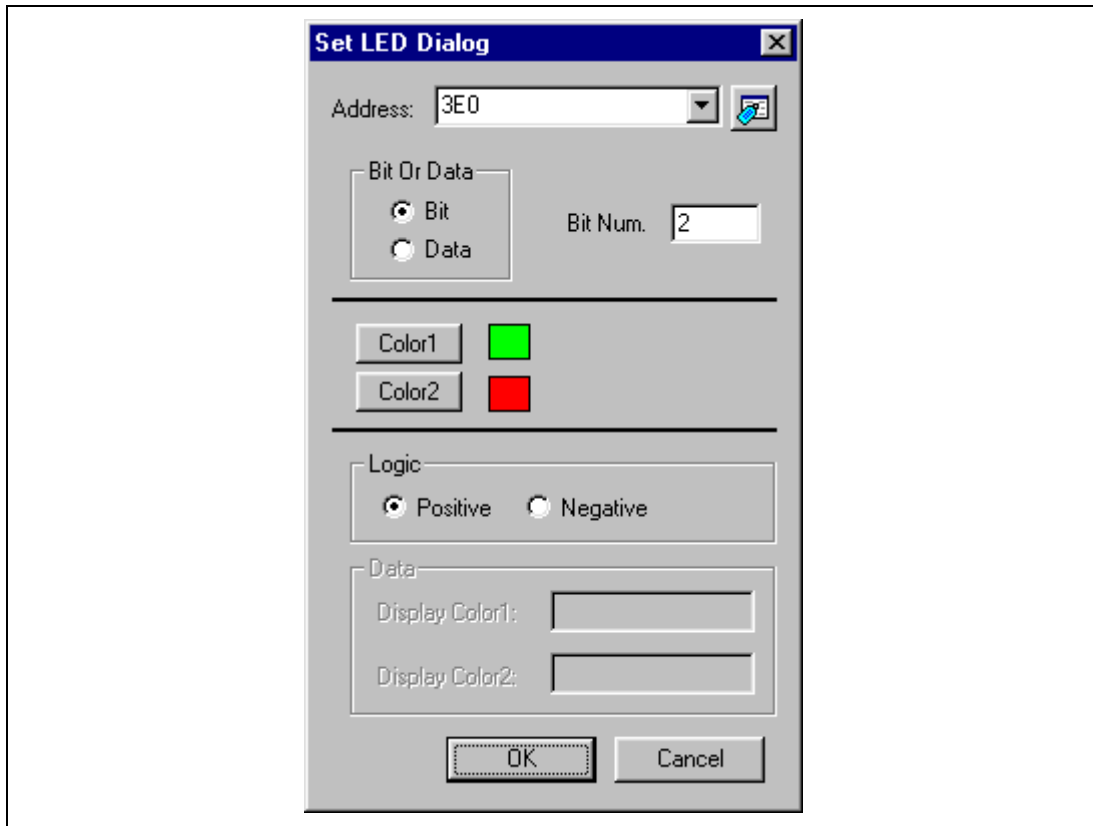 Set LED Dialog
Address: 3E0
Bit Or Data
Bit
Data
Bit Num. 2
Color1
Color2
Logic
Positive Negative
Data
Display Color1:
Display Color2:
OK Cancel